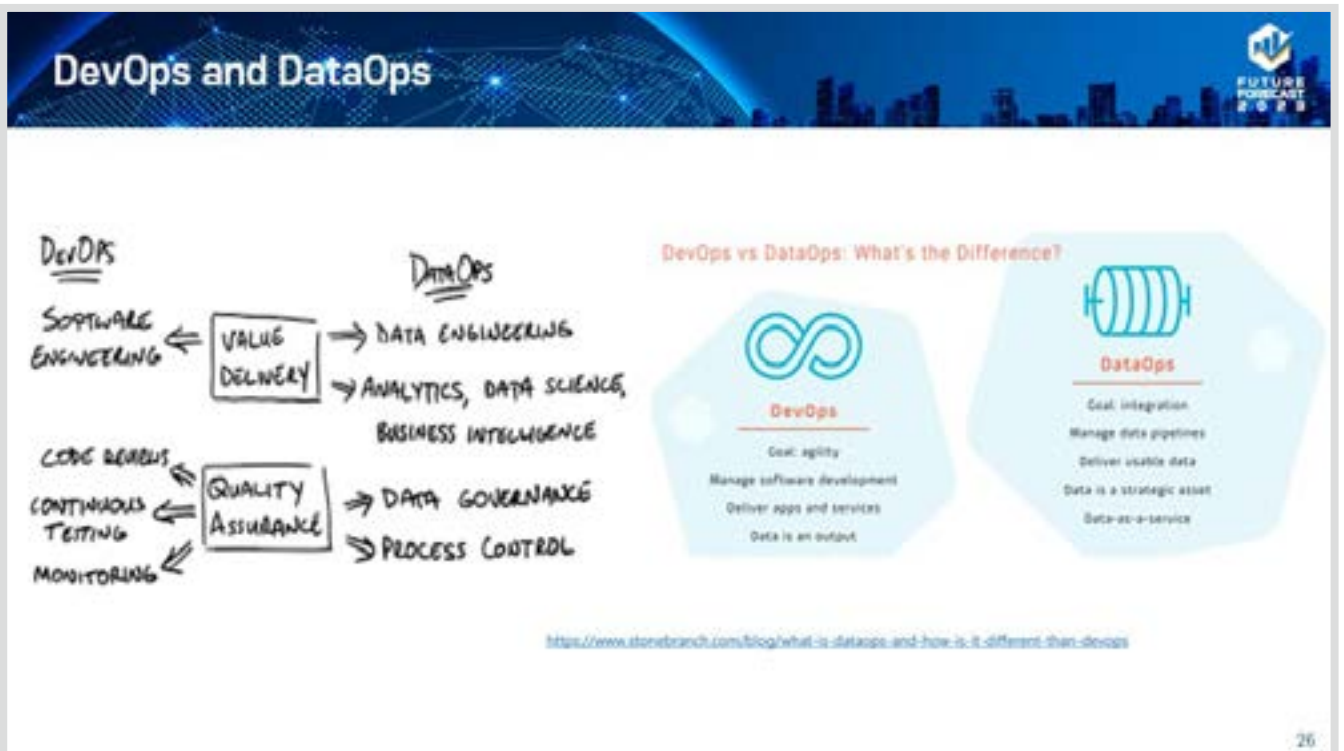 DevOps and DataOps
FUTURE
FORECAST
2023
DEVOPS
DATAOPS
SOFTWARE
ENGINEERING
VALUE
DELIVERY
DATA ENGINEERING
ANALYTICS, DATA SCIENCE,
BUSINESS INTELLIGENCE
CODE REVIEWS
CONTINUOUS
TESTING
MONITORING
QUALITY
ASSURANCE
DATA GOVERNANCE
PROCESS CONTROL
DevOps vs DataOps: What's the Difference?
DevOps
Goal: agility
Manage software development
Deliver apps and services
Data is an output
DataOps
Goal: integration
Manage data pipelines
Deliver usable data
Data is a strategic asset
Data-as-a-service
https://www.stonebranch.com/blog/what-is-dataops-and-how-is-it-different-than-devops
26